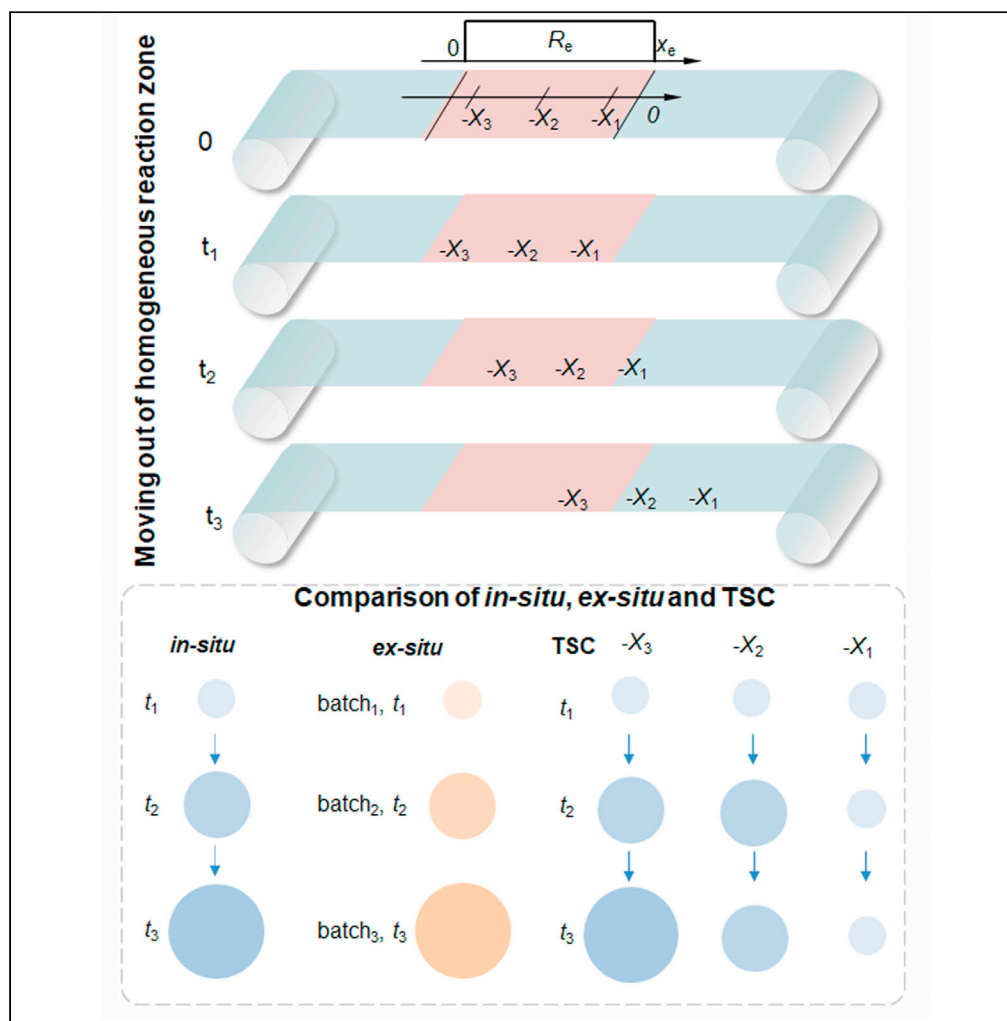 Moving out of homogeneous reaction zone
0 Re xe
-X3 -X2 -X1 0
0
t1
-X3 -X2 -X1
t2
-X3 -X2 -X1
t3
-X3 -X2 -X1
Comparison of in-situ, ex-situ and TSC
in-situ ex-situ TSC -X3 -X2 -X1
t1 batch1, t1 t1
t2 batch2, t2 t2
t3 batch3, t3 t3